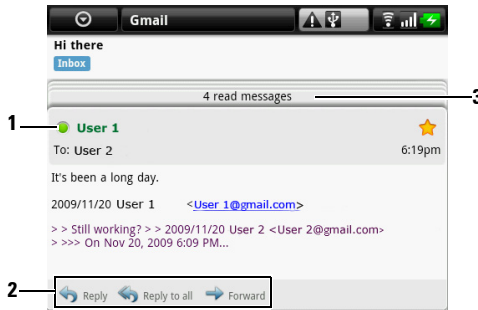 Gmail
Hi there
Inbox
4 read messages
3
1
User 1
To: User 2
6:19pm
It's been a long day.
2009/11/20 User 1 <User 1@gmail.com>
> > Still working? > > 2009/11/20 User 2 <User 2@gmail.com>
> >>> On Nov 20, 2009 6:09 PM...
2
Reply Reply to all Forward